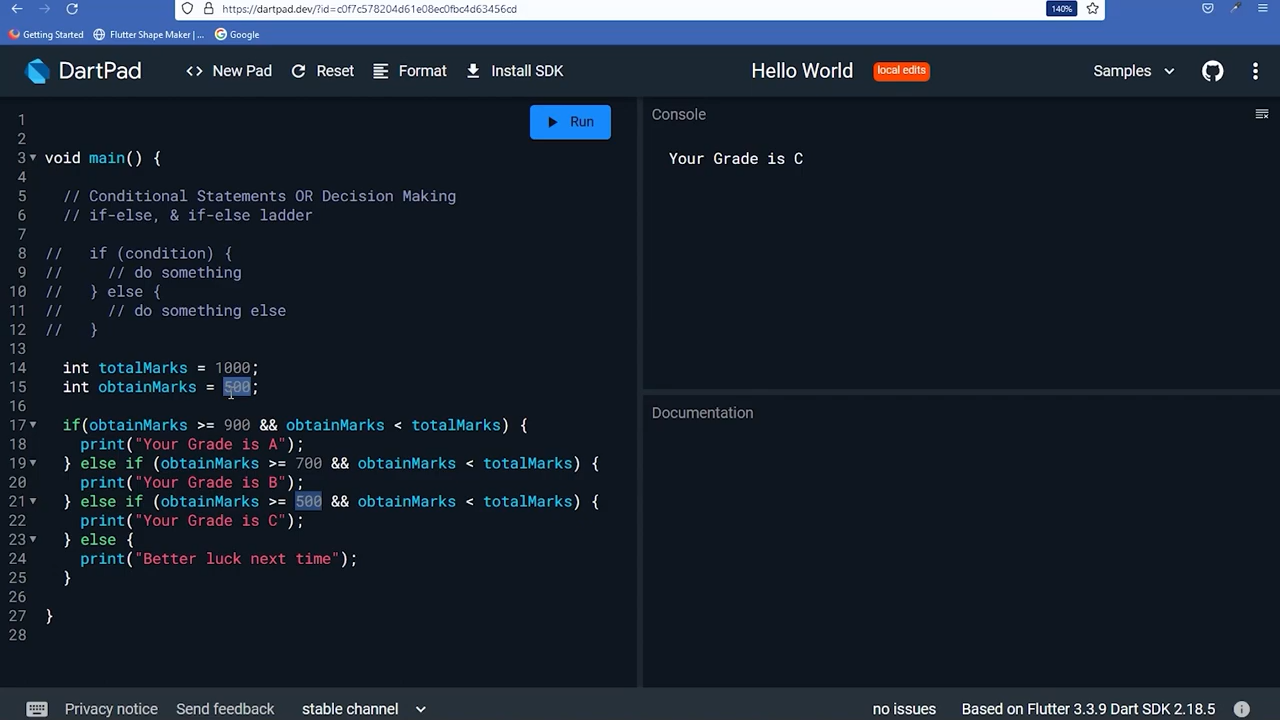 https://dartpad.dev/?id=c0f7c578204d61e08ec0fbc4d63456cd
140%
Getting Started
Flutter Shape Maker | ...
Google
DartPad
<> New Pad
Reset
Format
Install SDK
Hello World
local edits
Samples
Run
1
2
3 void main() {
4
5 // Conditional Statements OR Decision Making
6 // if-else, & if-else ladder
7
8 // if (condition) {
9 // // do something
10 // } else {
11 // // do something else
12 // }
13
14 int totalMarks = 1000;
15 int obtainMarks = 500;
16
17 if(obtainMarks >= 900 && obtainMarks < totalMarks) {
18 print("Your Grade is A");
19 } else if (obtainMarks >= 700 && obtainMarks < totalMarks) {
20 print("Your Grade is B");
21 } else if (obtainMarks >= 500 && obtainMarks < totalMarks) {
22 print("Your Grade is C");
23 } else {
24 print("Better luck next time");
25 }
26
27 }
28
Console
Your Grade is C
Documentation
Privacy notice
Send feedback
stable channel
no issues
Based on Flutter 3.3.9 Dart SDK 2.18.5